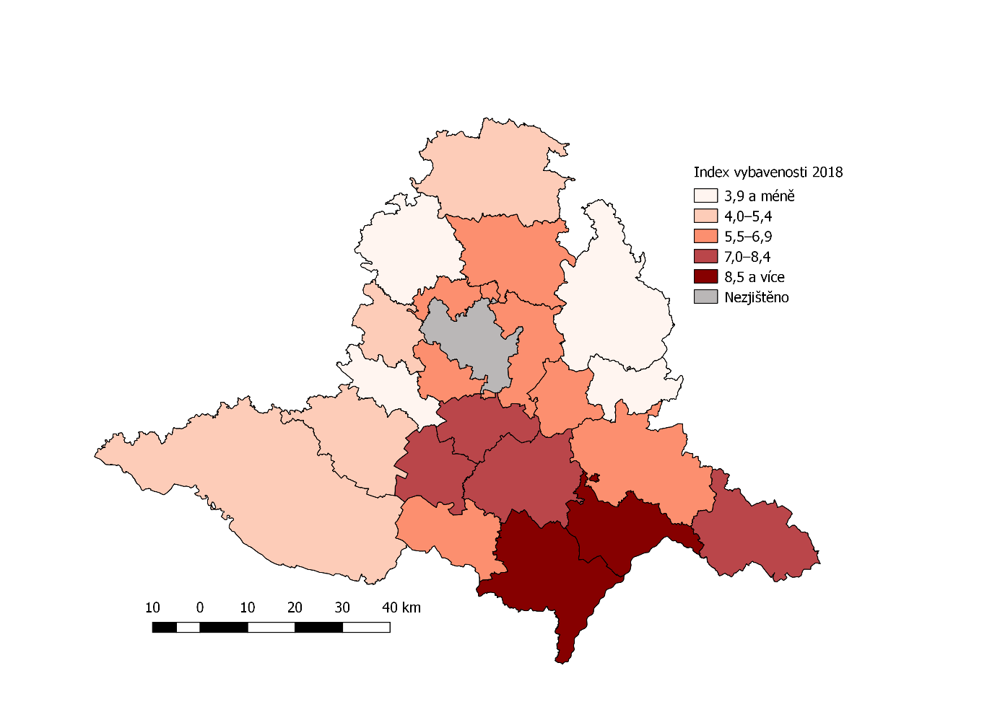 Index vybavenosti 2018
3,9 a méně
4,0–5,4
5,5–6,9
7,0–8,4
8,5 a více
Nezjištěno
10 0 10 20 30 40 km